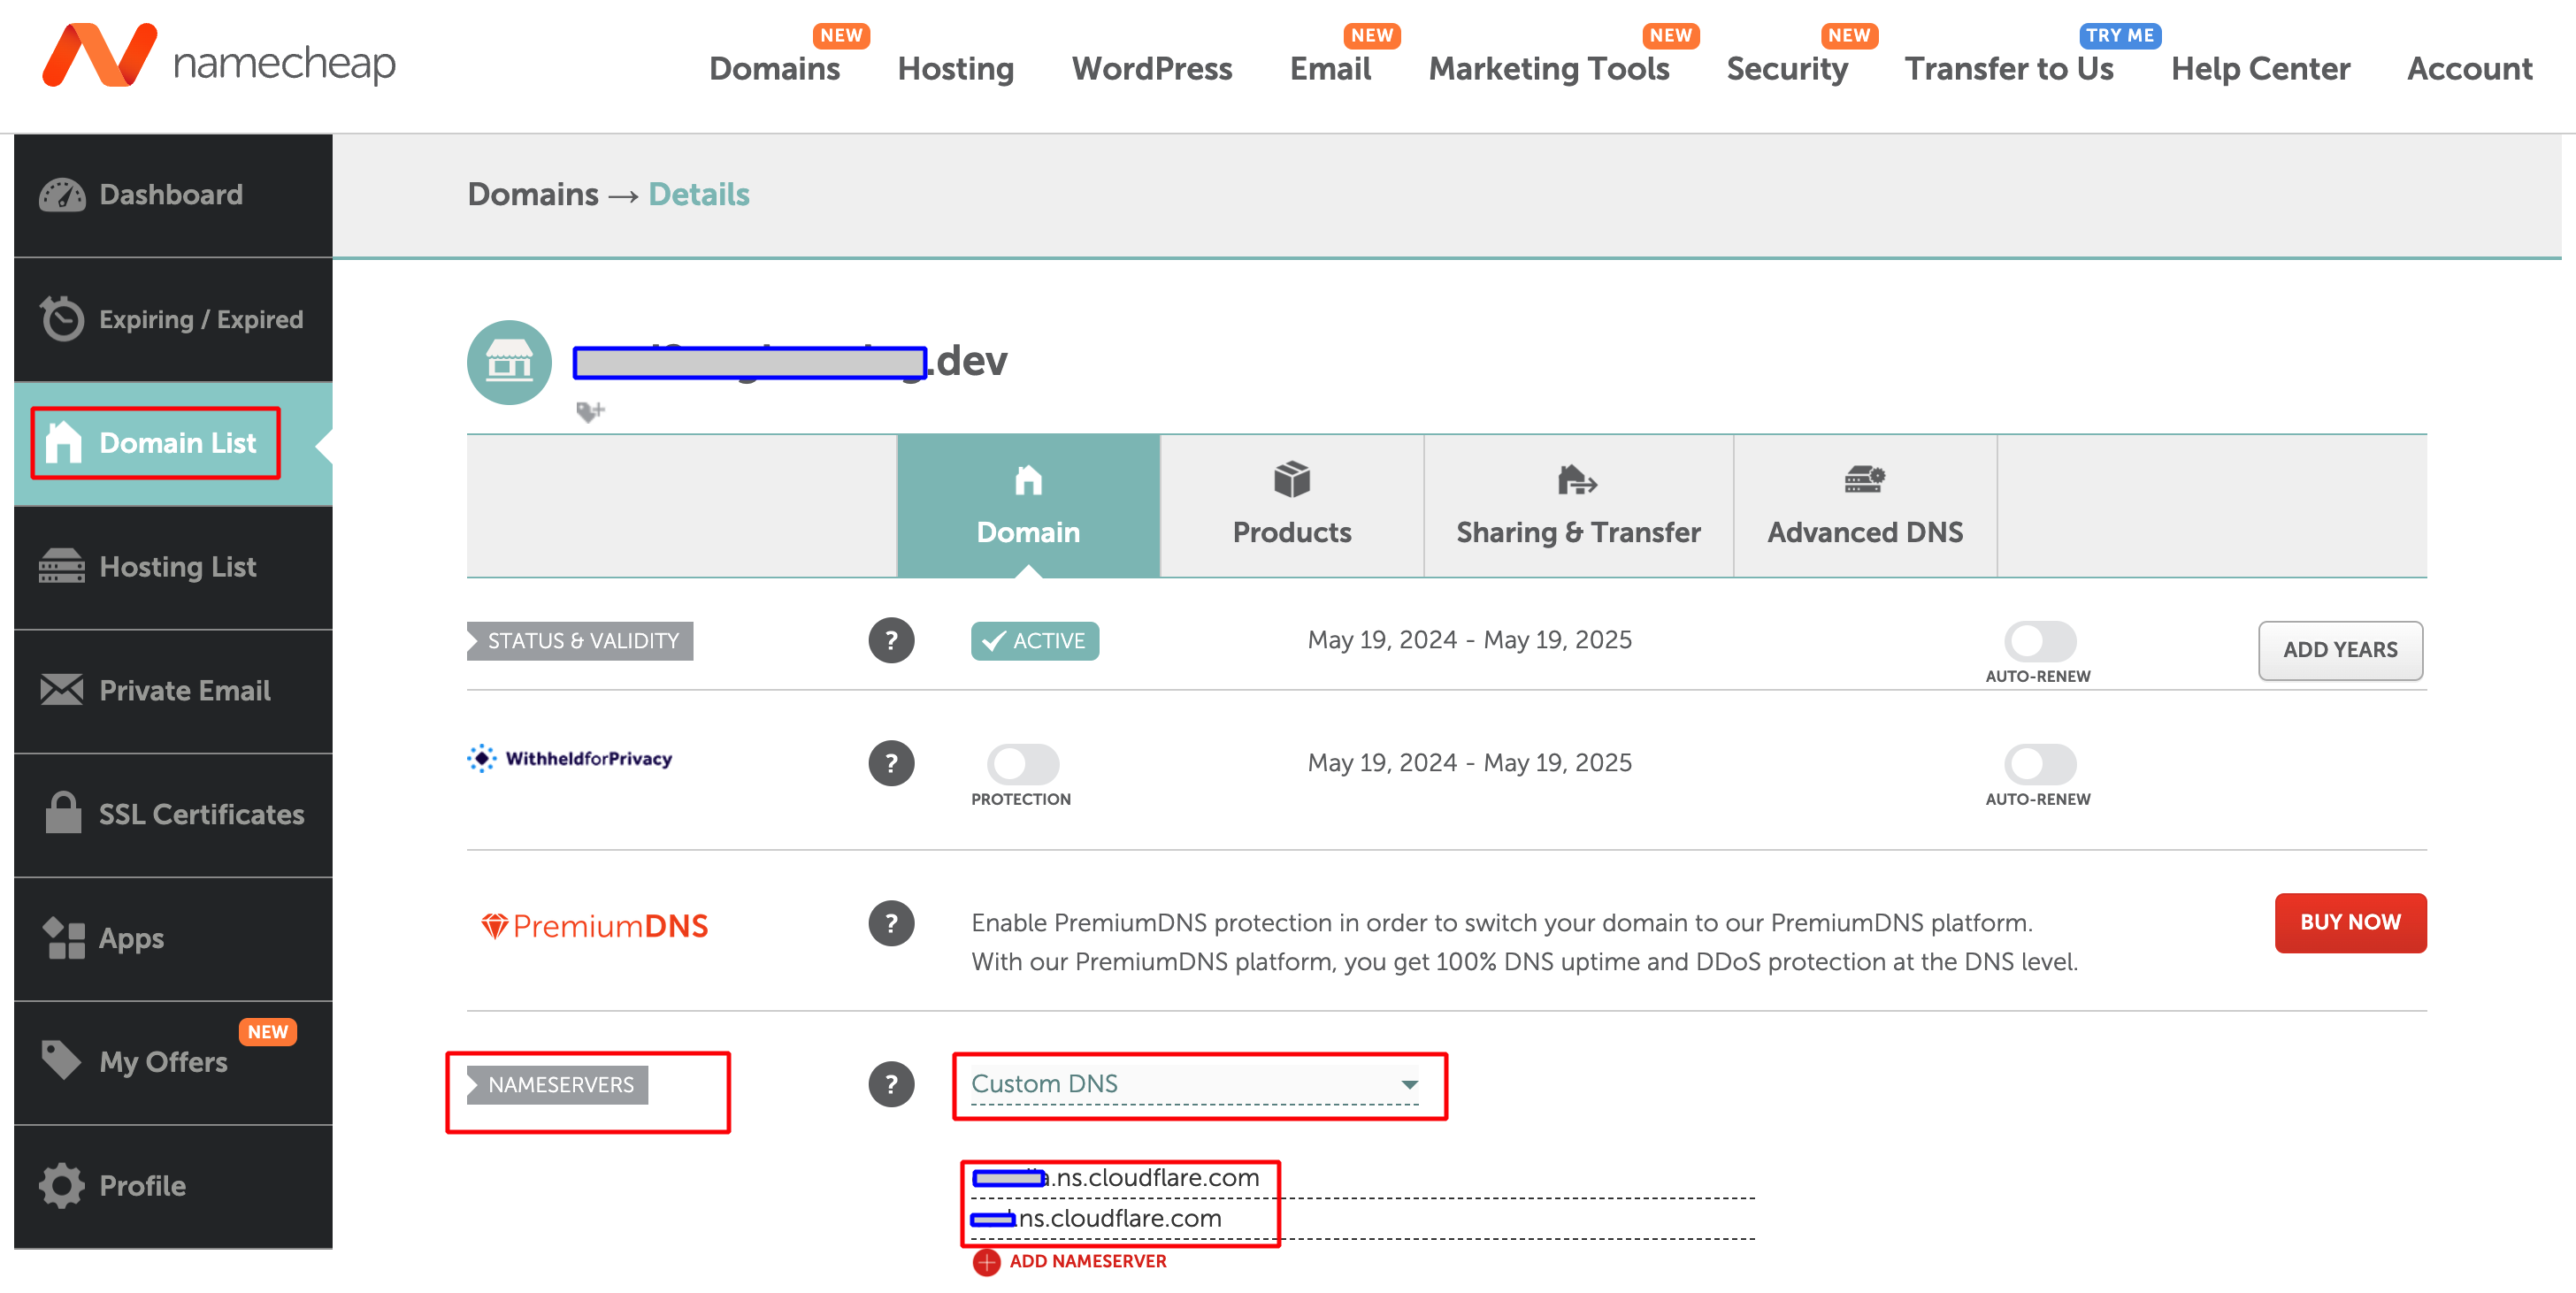 namecheap
Domains NEW
Hosting
WordPress
Email NEW
Marketing Tools NEW
Security NEW
Transfer to Us TRY ME
Help Center
Account
Dashboard
Expiring / Expired
Domain List
Hosting List
Private Email
SSL Certificates
Apps
My Offers NEW
Profile
Domains → Details
.dev
Domain
Products
Sharing & Transfer
Advanced DNS
STATUS & VALIDITY ? ACTIVE May 19, 2024 - May 19, 2025 AUTO-RENEW ADD YEARS
WithheldforPrivacy ? PROTECTION May 19, 2024 - May 19, 2025 AUTO-RENEW
PremiumDNS ? Enable PremiumDNS protection in order to switch your domain to our PremiumDNS platform.
With our PremiumDNS platform, you get 100% DNS uptime and DDoS protection at the DNS level.
BUY NOW
NAMESERVERS ? Custom DNS
.ns.cloudflare.com
.ns.cloudflare.com
ADD NAMESERVER